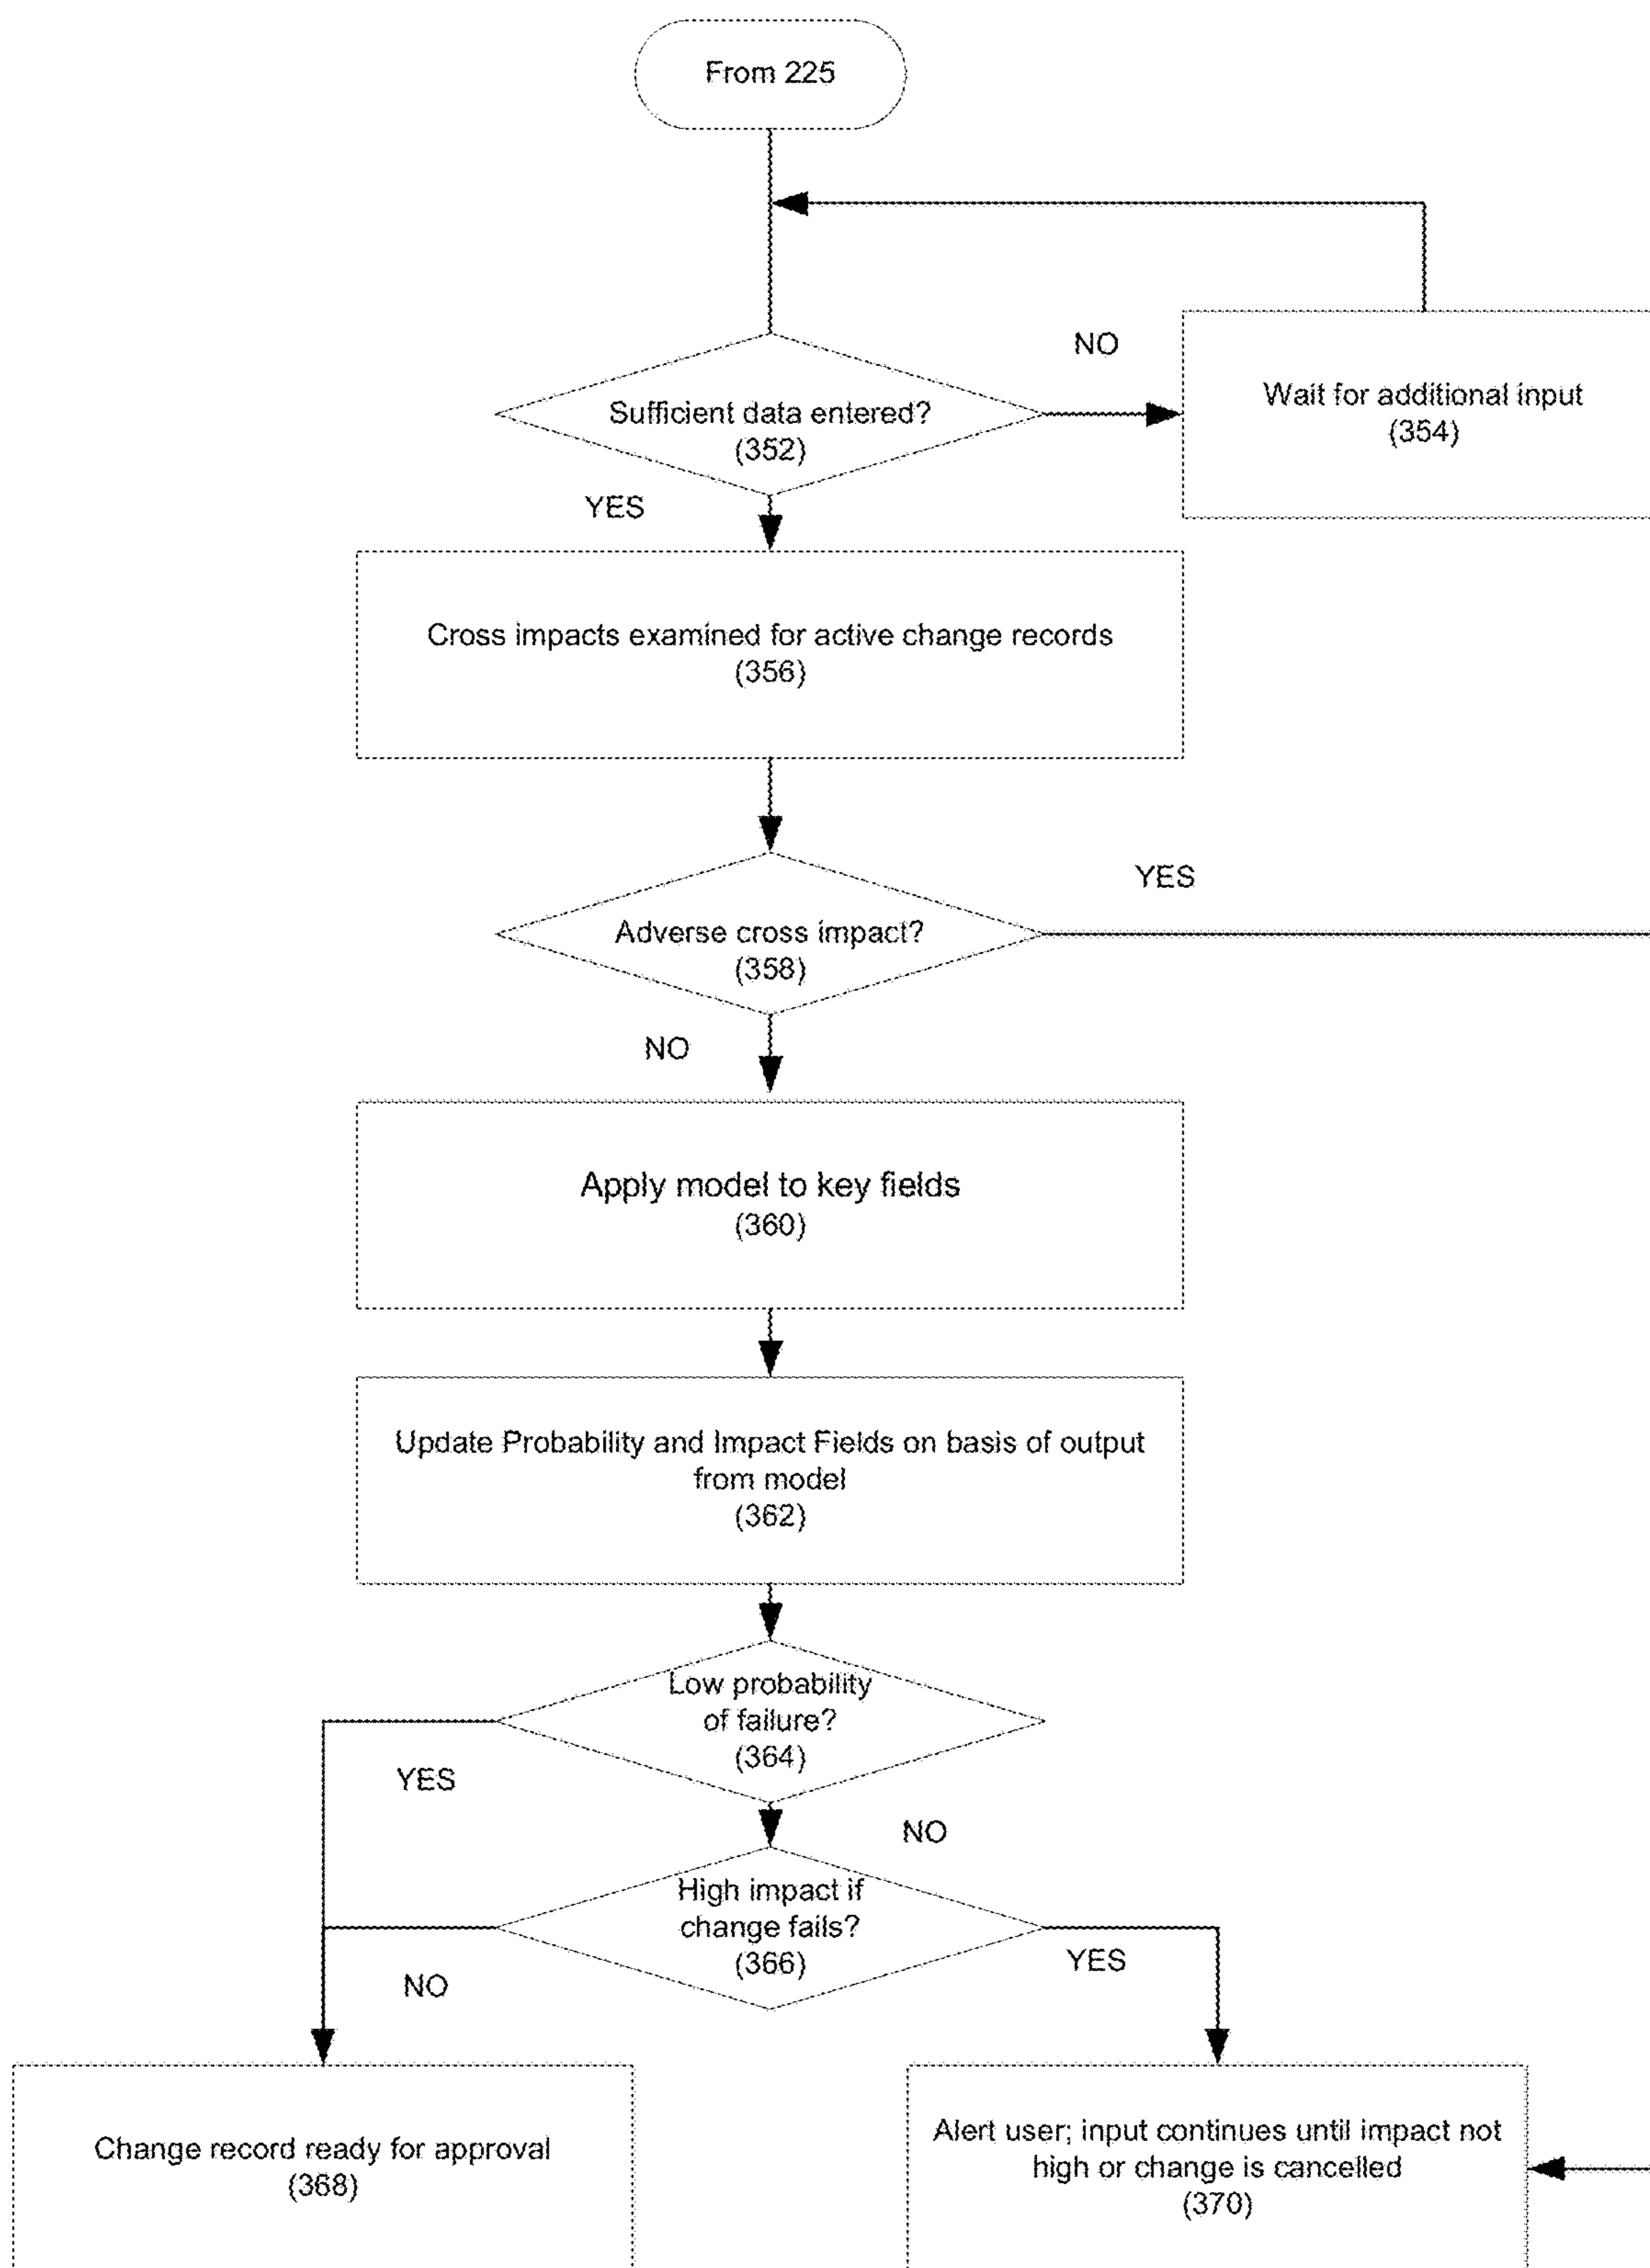 From 225
NO
Sufficient data entered?
(352)
Wait for additional input
(354)
YES
Cross impacts examined for active change records
(356)
YES
Adverse cross impact?
(358)
NO
Apply model to key fields
(360)
Update Probability and Impact Fields on basis of output
from model
(362)
Low probability
of failure?
(364)
YES
NO
High impact if
change fails?
(366)
YES
NO
Change record ready for approval
(368)
Alert user; input continues until impact not
high or change is cancelled
(370)